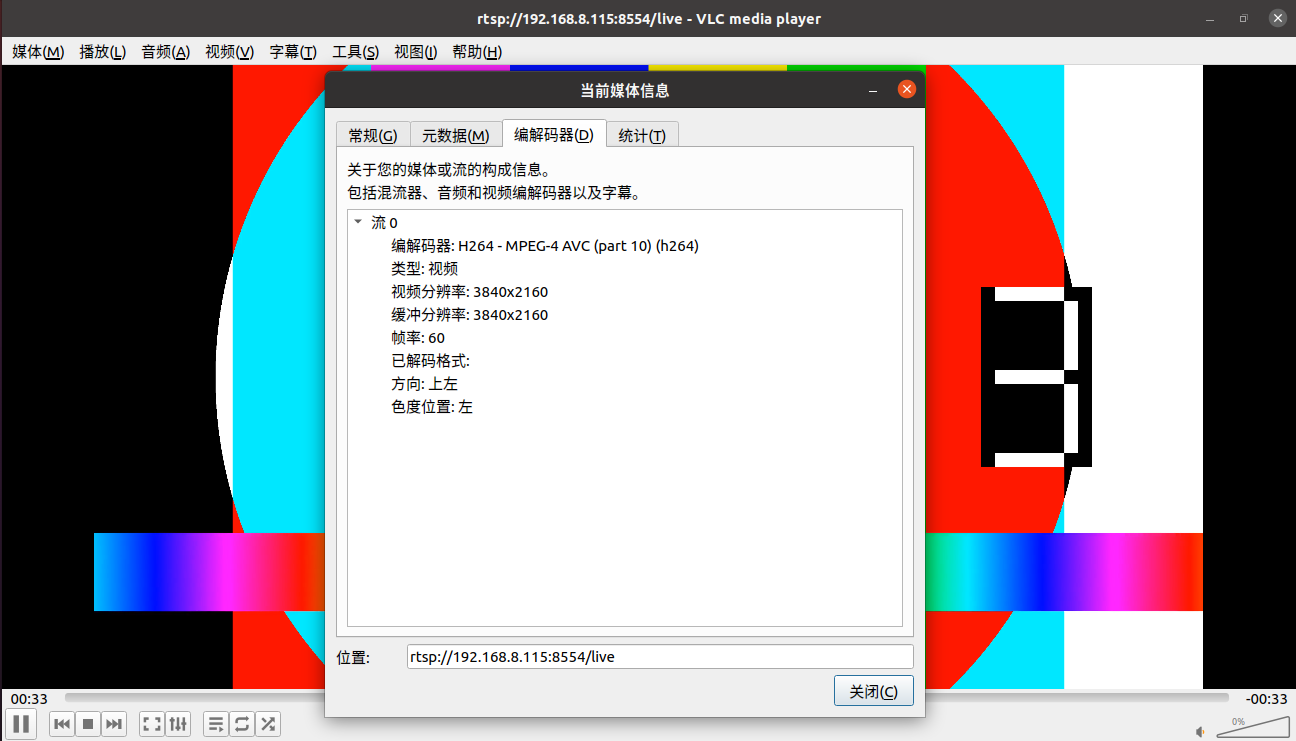 rtsp://192.168.8.115:8554/live - VLC media player
媒体(M) 播放(L) 音频(A) 视频(V) 字幕(T) 工具(S) 视图(I) 帮助(H)
当前媒体信息
常规(G) 元数据(M) 编解码器(D) 统计(T)
关于您的媒体或流的构成信息。
包括混流器、音频和视频编解码器以及字幕。
流 0
编解码器: H264 - MPEG-4 AVC (part 10) (h264)
类型: 视频
视频分辨率: 3840x2160
缓冲分辨率: 3840x2160
帧率: 60
已解码格式:
方向: 上左
色度位置: 左
位置: rtsp://192.168.8.115:8554/live
关闭(C)
00:33 -00:33
0%